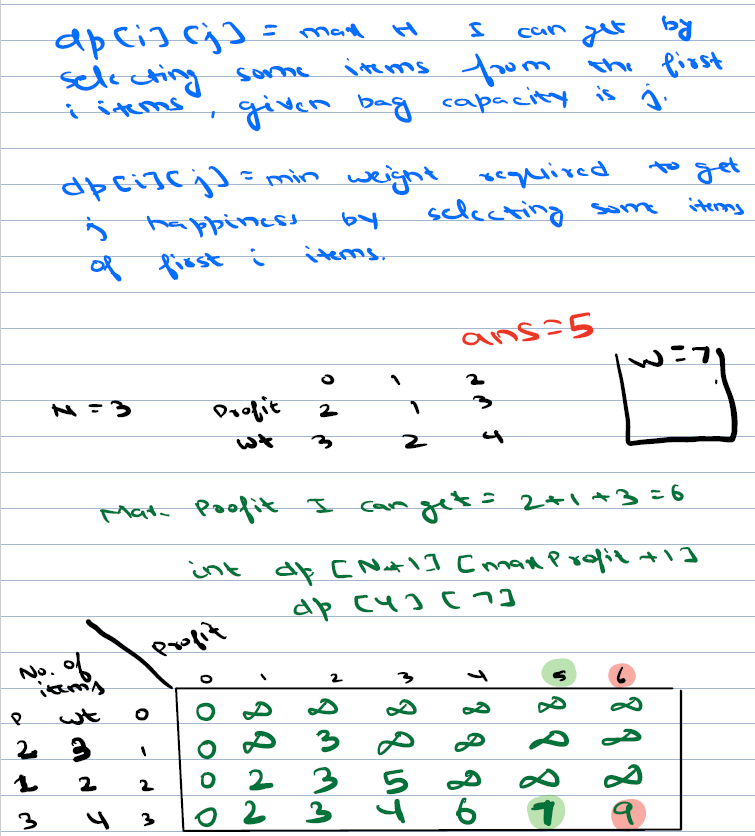 dp[i][j] = max H I can get by
selecting some items from the first
i items, given bag capacity is j.
dp[i][j] = min weight required to get
j happiness by selecting some items
of first i items.
ans=5
W=7
0 1 2
N = 3 Profit 2 1 3
wt 3 2 4
Max. Profit I can get = 2+1+3=6
int dp [N+1] [maxProfit+1]
dp [4] [7]
Profit
No. of
items
0 1 2 3 4 5 6
P wt 0 0 ∞ ∞ ∞ ∞ ∞ ∞
2 3 1 0 ∞ 3 ∞ ∞ ∞ ∞
1 2 2 0 2 3 5 ∞ ∞ ∞
3 4 3 0 2 3 4 6 7 9